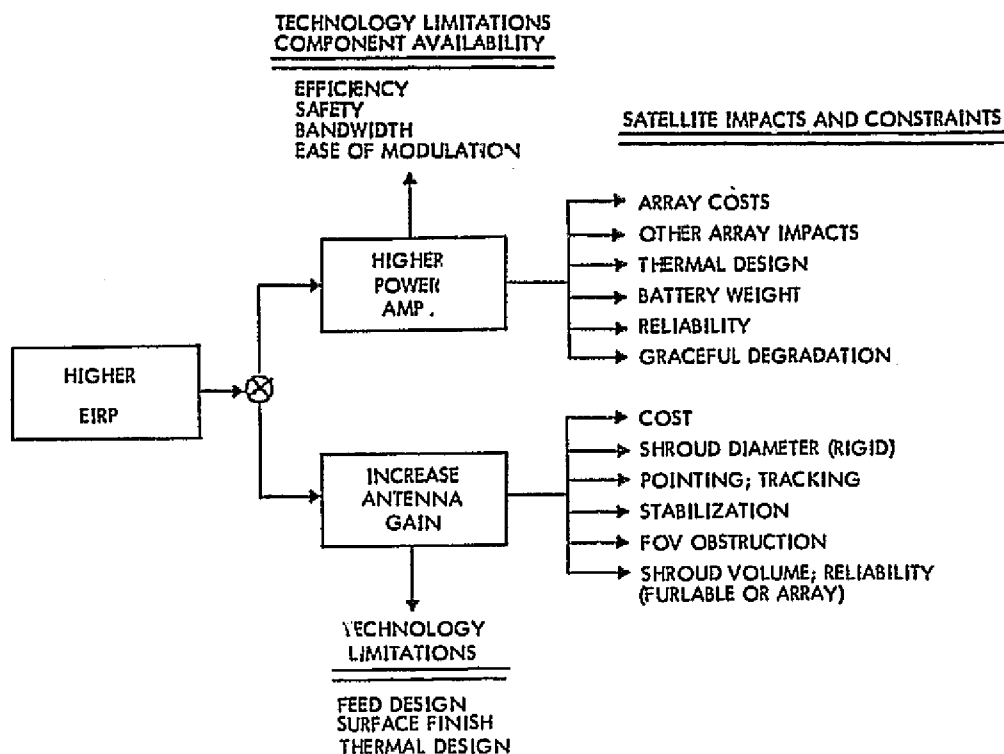 TECHNOLOGY LIMITATIONS
COMPONENT AVAILABILITY
EFFICIENCY
SAFETY
BANDWIDTH
EASE OF MODULATION
SATELLITE IMPACTS AND CONSTRAINTS
HIGHER
POWER
AMP.
ARRAY COSTS
OTHER ARRAY IMPACTS
THERMAL DESIGN
BATTERY WEIGHT
RELIABILITY
GRACEFUL DEGRADATION
HIGHER
EIRP
INCREASE
ANTENNA
GAIN
COST
SHROUD DIAMETER (RIGID)
POINTING; TRACKING
STABILIZATION
FOV OBSTRUCTION
SHROUD VOLUME; RELIABILITY
(FURLABLE OR ARRAY)
TECHNOLOGY
LIMITATIONS
FEED DESIGN
SURFACE FINISH
THERMAL DESIGN